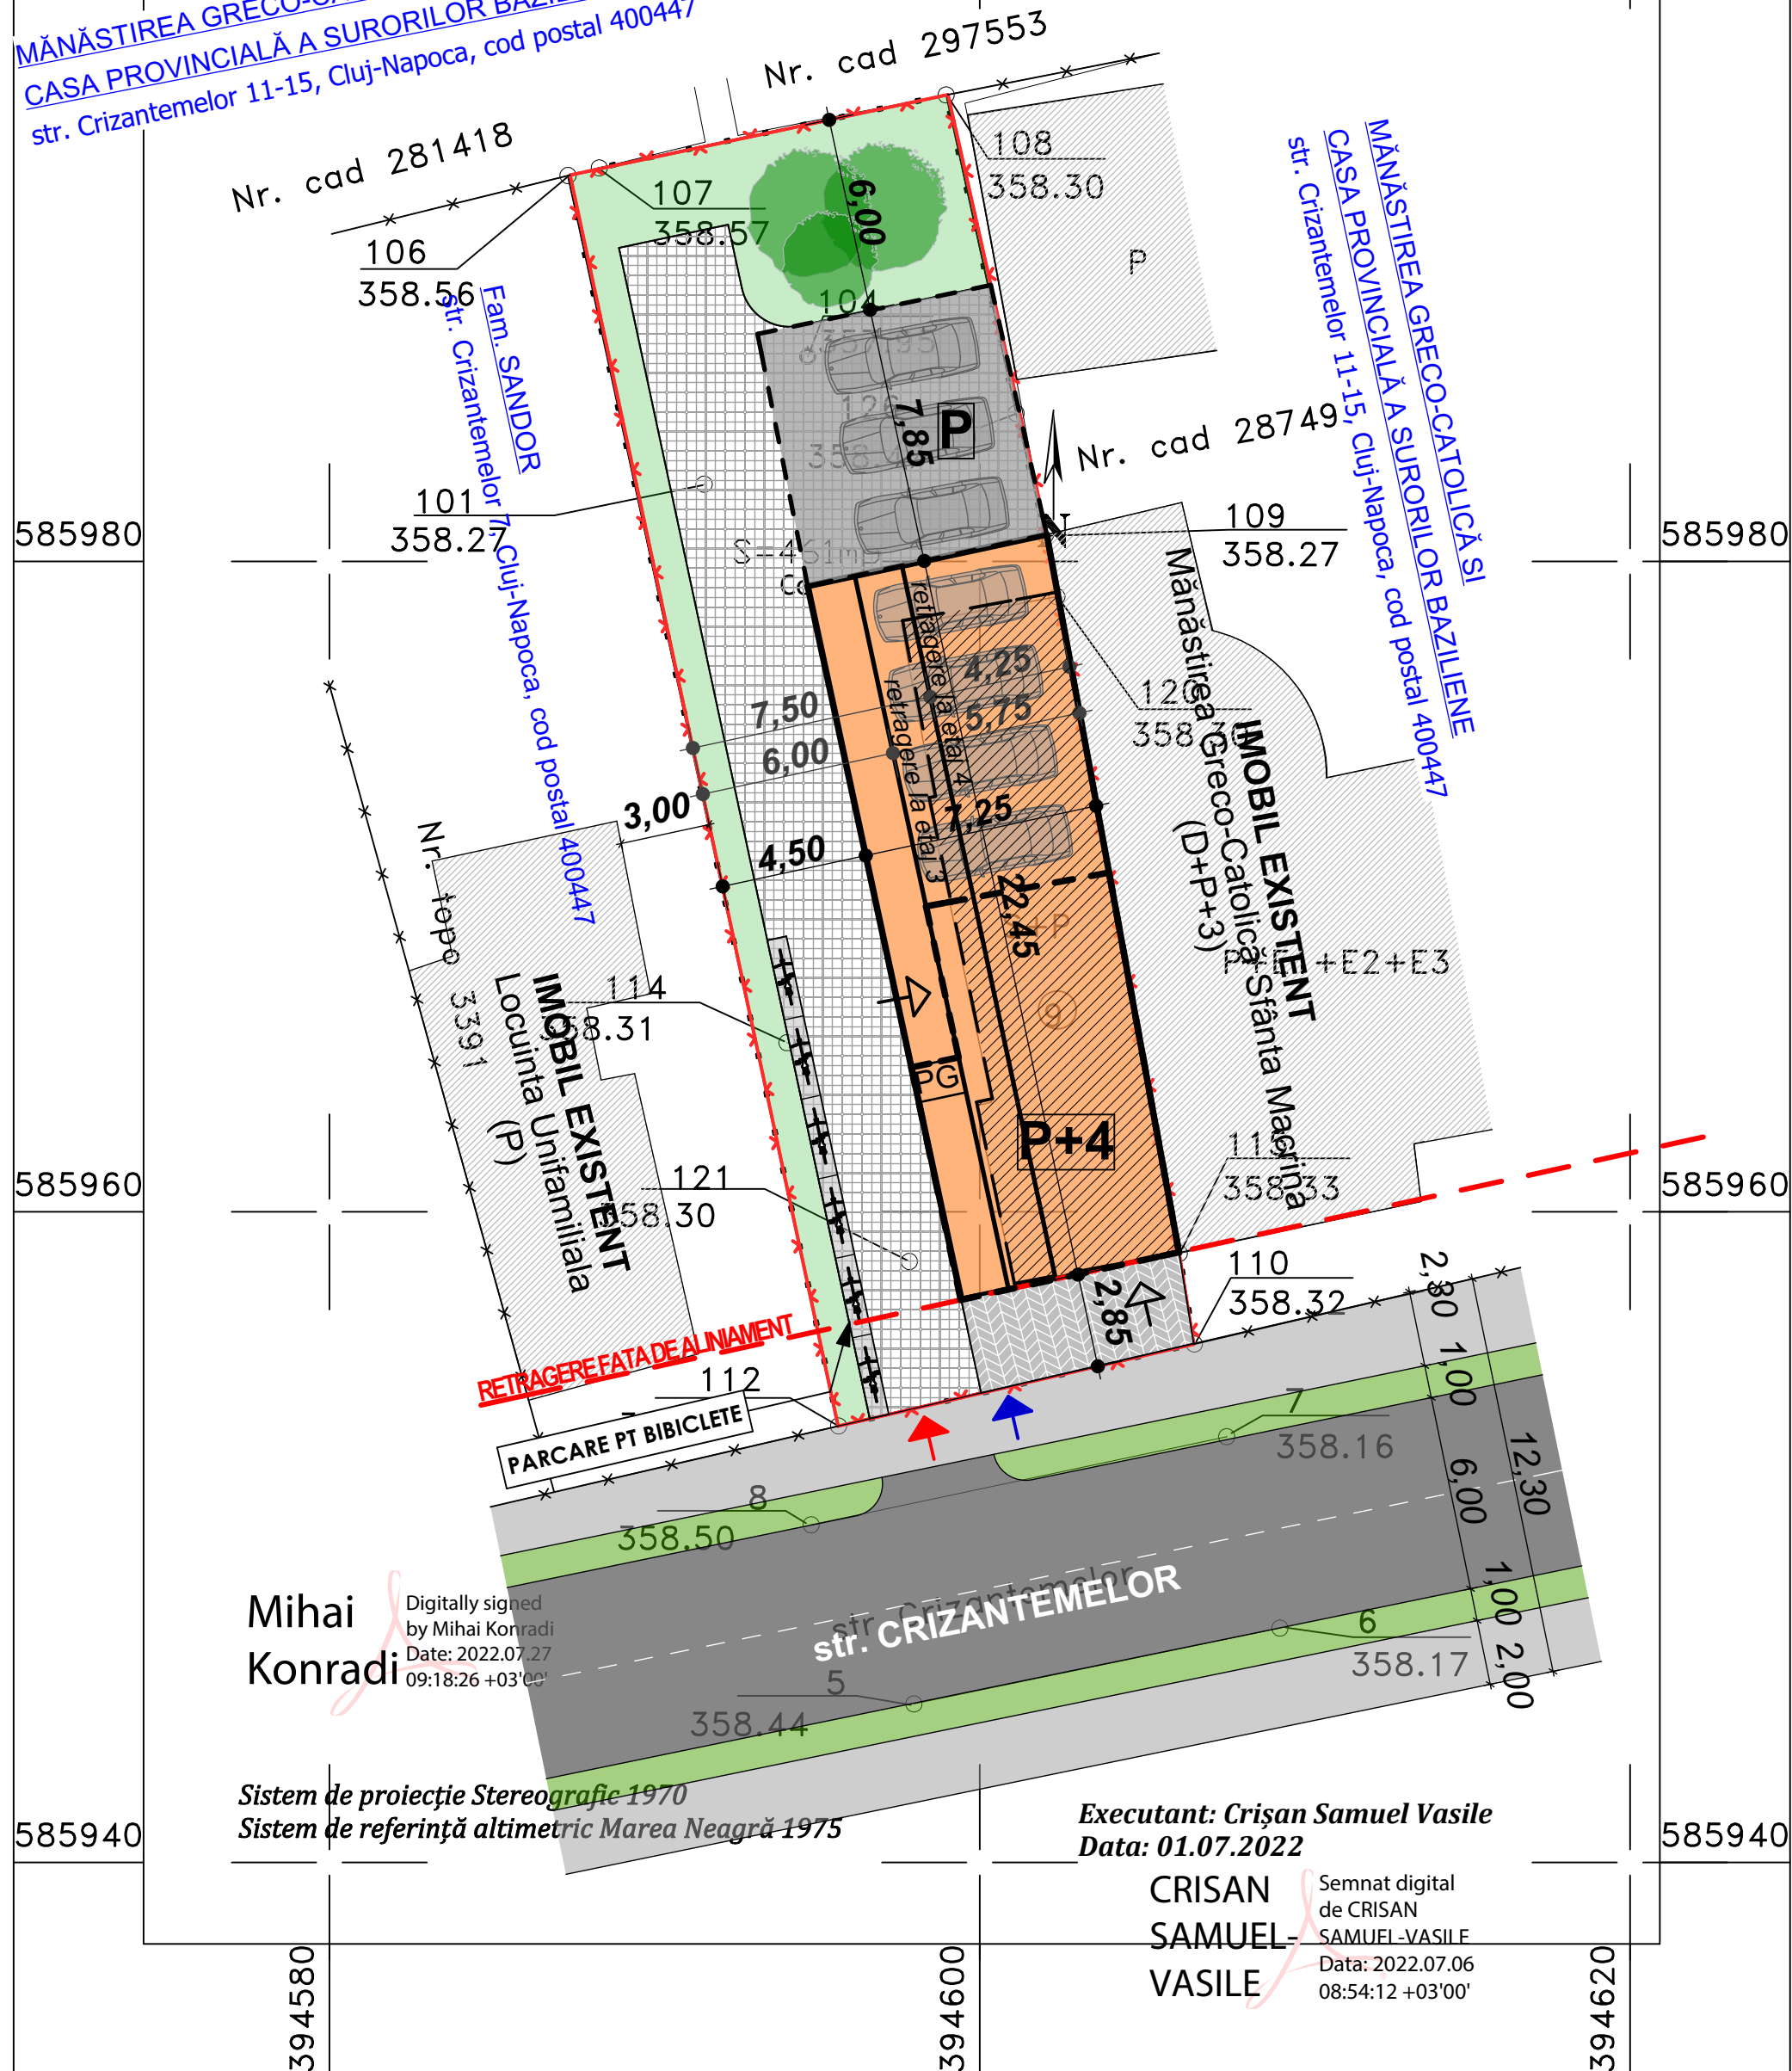 MĂNĂSTIREA GRECO-CA
CASA PROVINCIALĂ A SURORILOR BAZIL
str. Crizantemelor 11-15, Cluj-Napoca, cod postal 400447
Nr. cad 297553
Nr. cad 281418
106
358.56
107
358.57
108
358.30
P
6,00
104
7,85
P
MĂNĂSTIREA GRECO-CATOLICĂ SI
CASA PROVINCIALĂ A SURORILOR BAZILIENE
str. Crizantemelor 11-15, Cluj-Napoca, cod postal 400447
Fam. SANDOR
str. Crizantemelor 7, Cluj-Napoca, cod postal 400447
Nr. cad 28749
101
358.27
109
358.27
585980
585980
S=461mp
retragere la etaj 4
retragere la etaj 3
4,25
5,75
7,50
6,00
3,00
4,50
7,25
22,45
IMOBIL EXISTENT
Mănăstirea Greco-Catolică Sfânta Macrina
(D+P+3)
+E2+E3
Nr. topo 3391
IMOBIL EXISTENT
Locuinta Unifamiliala
(P)
114
358.31
121
358.30
PG
P+4
358.33
585960
585960
110
358.32
2,85
RETRAGERE FATA DE ALINIAMENT
112
PARCARE PT BIBICLETE
2,30
1,00
6,00
12,30
1,00
2,00
7
358.16
8
358.50
str. Crizantemelor
str. CRIZANTEMELOR
6
358.17
5
358.44
Mihai
Konradi
Digitally signed
by Mihai Konradi
Date: 2022.07.27
09:18:26 +03'00'
Sistem de proiecție Stereografic 1970
Sistem de referință altimetric Marea Neagră 1975
Executant: Crișan Samuel Vasile
Data: 01.07.2022
585940
585940
CRISAN
SAMUEL-
VASILE
Semnat digital
de CRISAN
SAMUEL-VASILE
Data: 2022.07.06
08:54:12 +03'00'
394580
394600
394620